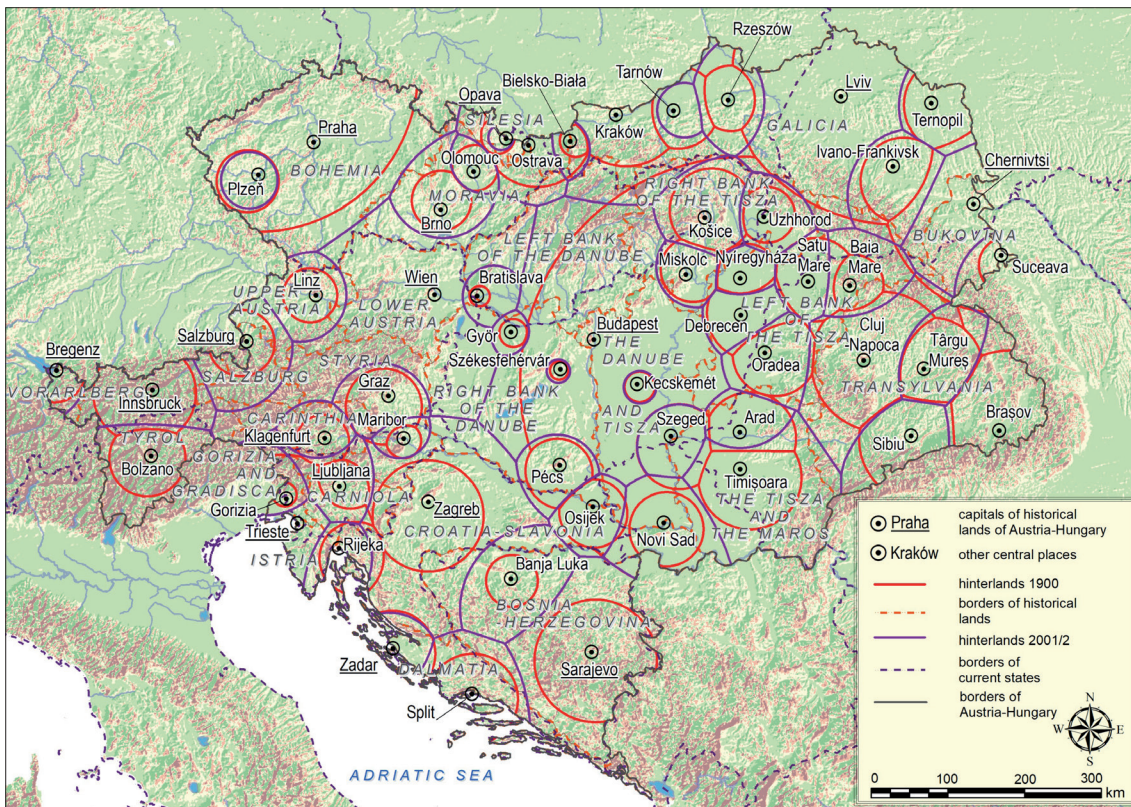 Rzeszów
Tarnów
Bielsko-Biała
Opava
Lviv
SILESIA
Kraków
Ternopil
GALICIA
Praha
BOHEMIA
Ostrava
Olomouc
Ivano-Frankivsk
Chernivtsi
Plzeň
MORAVIA
RIGHT BANK
OF THE TISZA
Brno
Košice
Uzhhorod
BUKOVINA
LEFT BANK
OF THE DANUBE
Satu
Mare
Baia
Mare
Suceava
Miskolc
Nyíregyháza
Linz
Wien
Bratislava
UPPER
AUSTRIA
LOWER
AUSTRIA
LEFT BANK
OF
THE TISZA
Debrecen
Győr
Budapest
Salzburg
THE
DANUBE
Cluj
Napoca
Târgu
Mureş
Bregenz
STYRIA
Székesfehérvár
Oradea
VORARLBERG
SALZBURG
Innsbruck
Graz
RIGHT BANK
OF THE
DANUBE
Kecskemét
TRANSYLVANIA
AND
TISZA
CARINTHIA
Maribor
Klagenfurt
Szeged
Arad
Braşov
Sibiu
TYROL
Bolzano
GORIZIA
AND
GRADISCA
Ljubljana
Pécs
Timişoara
CARNIOLA
Gorizia
Zagreb
THE TISZA
AND
THE MAROS
Trieste
CROATIA-SLAVONIA
Osijek
Novi Sad
Rijeka
ISTRIA
Banja Luka
BOSNIA
-HERZEGOVINA
Zadar
DALMATIA
Sarajevo
Split
ADRIATIC SEA
Praha
capitals of historical
lands of Austria-Hungary
Kraków
other central places
hinterlands 1900
borders of historical
lands
hinterlands 2001/2
borders of
current states
borders of
Austria-Hungary
N
W
E
S
0
100
200
300
km